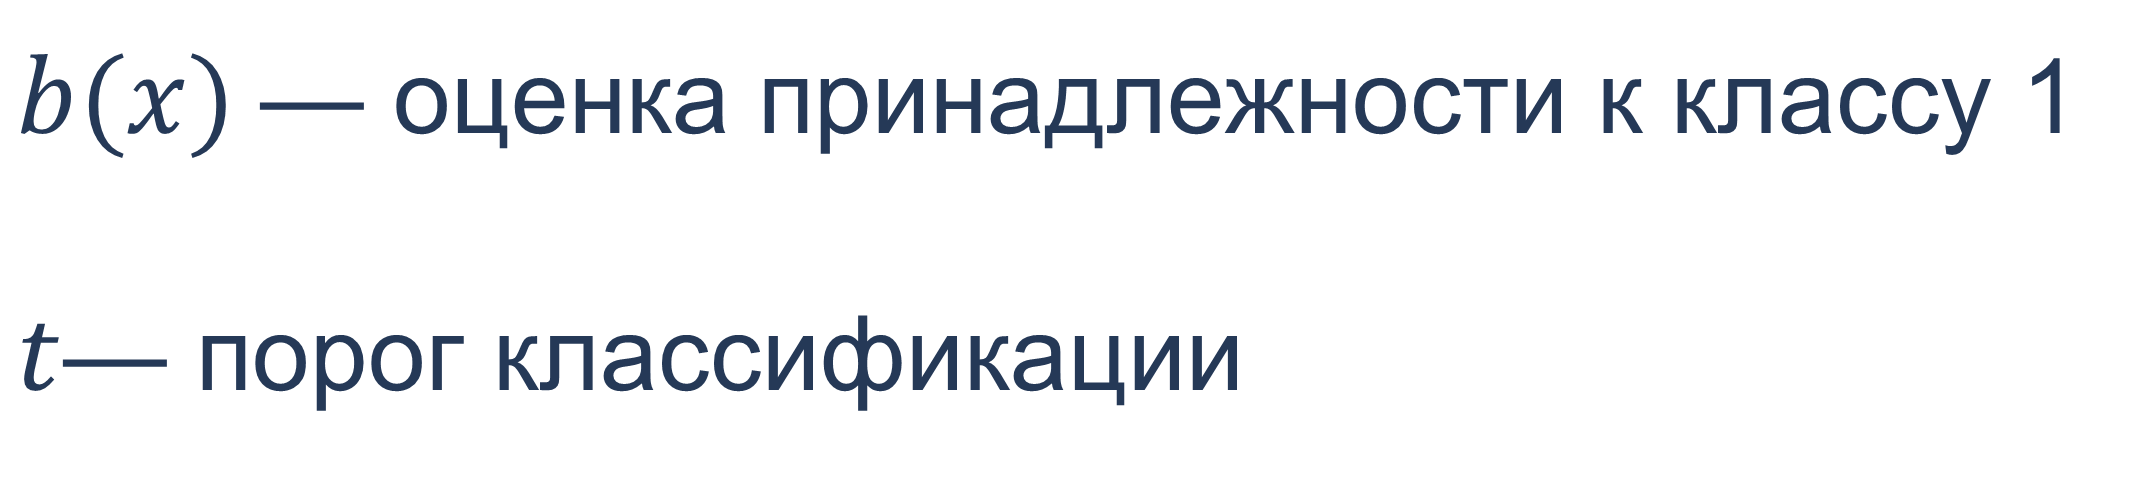 b(x) — оценка принадлежности к классу 1
t— порог классификации